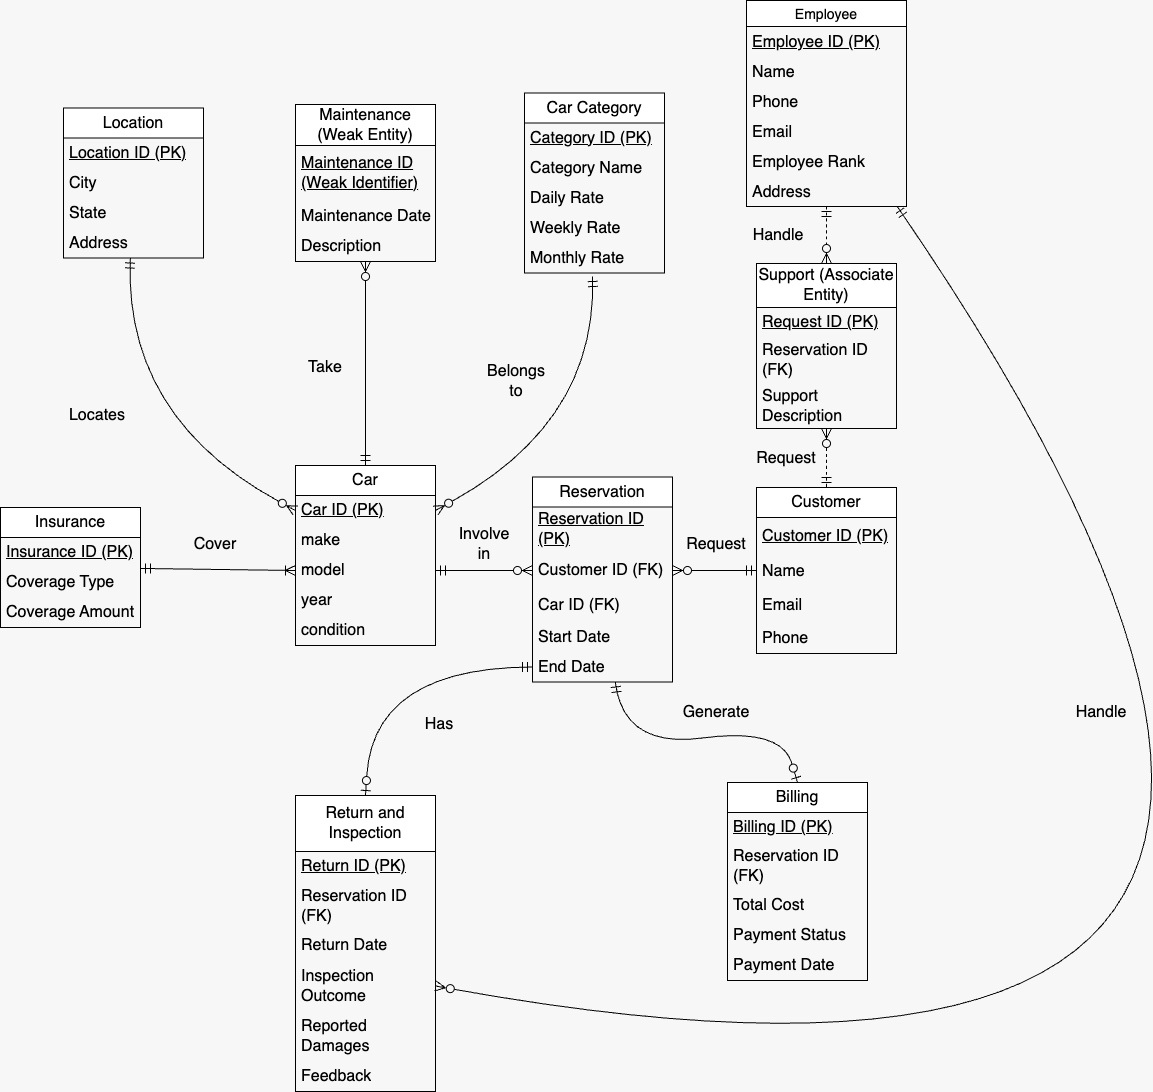 Employee
Employee ID (PK)
Name
Phone
Email
Employee Rank
Address
Location
Location ID (PK)
City
State
Address
Maintenance
(Weak Entity)
Maintenance ID
(Weak Identifier)
Maintenance Date
Description
Car Category
Category ID (PK)
Category Name
Daily Rate
Weekly Rate
Monthly Rate
Handle
Support (Associate
Entity)
Request ID (PK)
Reservation ID
(FK)
Support
Description
Take
Belongs
to
Locates
Request
Car
Car ID (PK)
make
model
year
condition
Insurance
Insurance ID (PK)
Coverage Type
Coverage Amount
Cover
Involve
in
Reservation
Reservation ID
(PK)
Customer ID (FK)
Car ID (FK)
Start Date
End Date
Request
Customer
Customer ID (PK)
Name
Email
Phone
Has
Generate
Handle
Return and
Inspection
Return ID (PK)
Reservation ID
(FK)
Return Date
Inspection
Outcome
Reported
Damages
Feedback
Billing
Billing ID (PK)
Reservation ID
(FK)
Total Cost
Payment Status
Payment Date